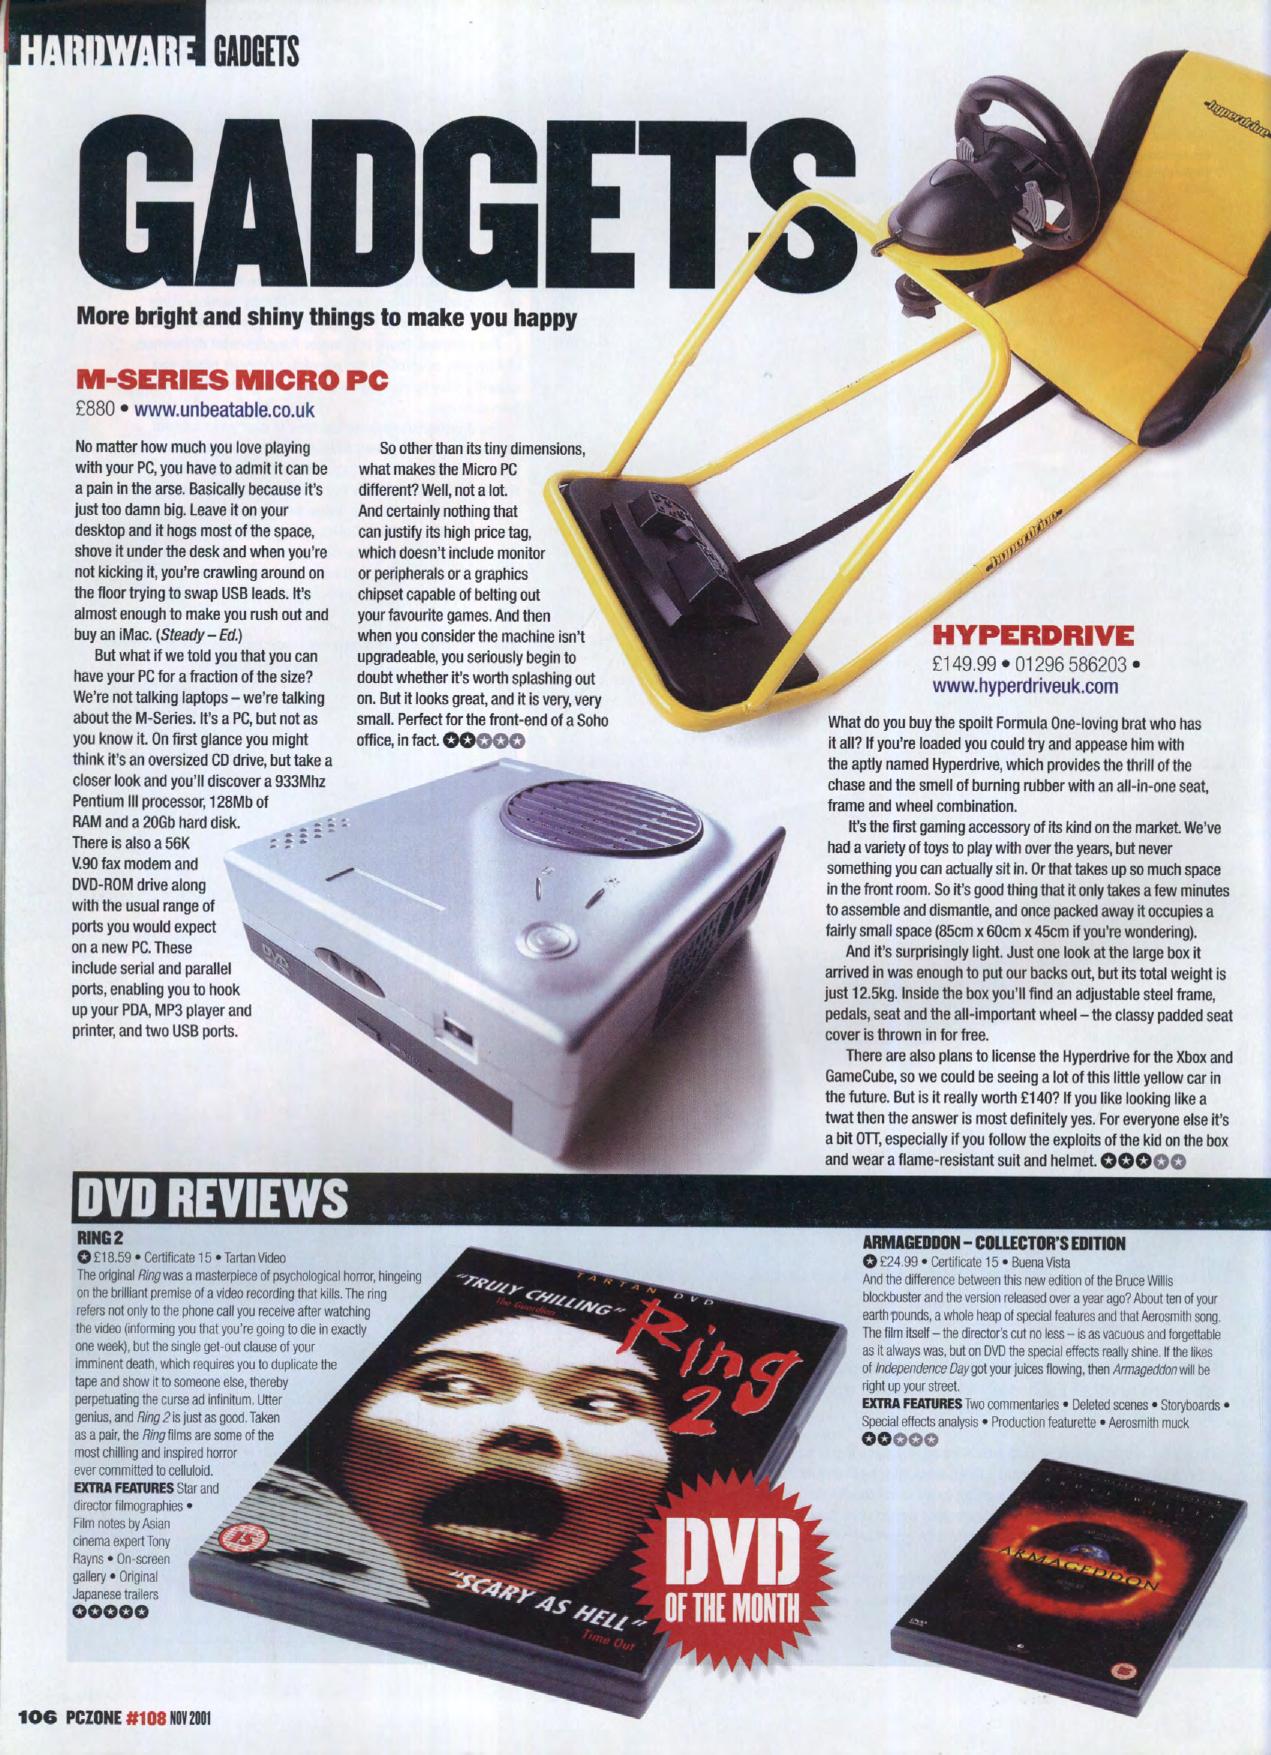 HARDWARE GADGETS
GADGETS
More bright and shiny things to make you happy
M-SERIES MICRO PC
£880 • www.unbeatable.co.uk
No matter how much you love playing
with your PC, you have to admit it can be
a pain in the arse. Basically because it's
just too damn big. Leave it on your
desktop and it hogs most of the space,
shove it under the desk and when you're
not kicking it, you're crawling around on
the floor trying to swap USB leads. It's
almost enough to make you rush out and
buy an iMac. (Steady – Ed.)
But what if we told you that you can
have your PC for a fraction of the size?
We're not talking laptops – we're talking
about the M-Series. It's a PC, but not as
you know it. On first glance you might
think it's an oversized CD drive, but take a
closer look and you'll discover a 933Mhz
Pentium III processor, 128Mb of
RAM and a 20Gb hard disk.
There is also a 56K
V.90 fax modem and
DVD-ROM drive along
with the usual range of
ports you would expect
on a new PC. These
include serial and parallel
ports, enabling you to hook
up your PDA, MP3 player and
printer, and two USB ports.
So other than its tiny dimensions,
what makes the Micro PC
different? Well, not a lot.
And certainly nothing that
can justify its high price tag,
which doesn't include monitor
or peripherals or a graphics
chipset capable of belting out
your favourite games. And then
when you consider the machine isn't
upgradeable, you seriously begin to
doubt whether it's worth splashing out
on. But it looks great, and it is very, very
small. Perfect for the front-end of a Soho
office, in fact. ✪✪✪✪✪
DVD
hyperdrive
hyperdrive
HYPERDRIVE
£149.99 • 01296 586203 •
www.hyperdriveuk.com
What do you buy the spoilt Formula One-loving brat who has
it all? If you're loaded you could try and appease him with
the aptly named Hyperdrive, which provides the thrill of the
chase and the smell of burning rubber with an all-in-one seat,
frame and wheel combination.
It's the first gaming accessory of its kind on the market. We've
had a variety of toys to play with over the years, but never
something you can actually sit in. Or that takes up so much space
in the front room. So it's good thing that it only takes a few minutes
to assemble and dismantle, and once packed away it occupies a
fairly small space (85cm x 60cm x 45cm if you're wondering).
And it's surprisingly light. Just one look at the large box it
arrived in was enough to put our backs out, but its total weight is
just 12.5kg. Inside the box you'll find an adjustable steel frame,
pedals, seat and the all-important wheel – the classy padded seat
cover is thrown in for free.
There are also plans to license the Hyperdrive for the Xbox and
GameCube, so we could be seeing a lot of this little yellow car in
the future. But is it really worth £140? If you like looking like a
twat then the answer is most definitely yes. For everyone else it's
a bit OTT, especially if you follow the exploits of the kid on the box
and wear a flame-resistant suit and helmet. ✪✪✪✪✪
DVD REVIEWS
RING 2
✪ £18.59 • Certificate 15 • Tartan Video
The original Ring was a masterpiece of psychological horror, hingeing
on the brilliant premise of a video recording that kills. The ring
refers not only to the phone call you receive after watching
the video (informing you that you're going to die in exactly
one week), but the single get-out clause of your
imminent death, which requires you to duplicate the
tape and show it to someone else, thereby
perpetuating the curse ad infinitum. Utter
genius, and Ring 2 is just as good. Taken
as a pair, the Ring films are some of the
most chilling and inspired horror
ever committed to celluloid.
EXTRA FEATURES Star and
director filmographies •
Film notes by Asian
cinema expert Tony
Rayns • On-screen
gallery • Original
Japanese trailers
✪✪✪✪✪
TARTAN DVD
"TRULY CHILLING"
The Guardian
Ring
2
15
"SCARY AS HELL"
Time Out
DVD
OF THE MONTH
ARMAGEDDON – COLLECTOR'S EDITION
✪ £24.99 • Certificate 15 • Buena Vista
And the difference between this new edition of the Bruce Willis
blockbuster and the version released over a year ago? About ten of your
earth pounds, a whole heap of special features and that Aerosmith song.
The film itself – the director's cut no less – is as vacuous and forgettable
as it always was, but on DVD the special effects really shine. If the likes
of Independence Day got your juices flowing, then Armageddon will be
right up your street.
EXTRA FEATURES Two commentaries • Deleted scenes • Storyboards •
Special effects analysis • Production featurette • Aerosmith muck
✪✪✪✪✪
BRUCE WILLIS
ARMAGEDDON
DVD
106 PCZONE #108 NOV 2001